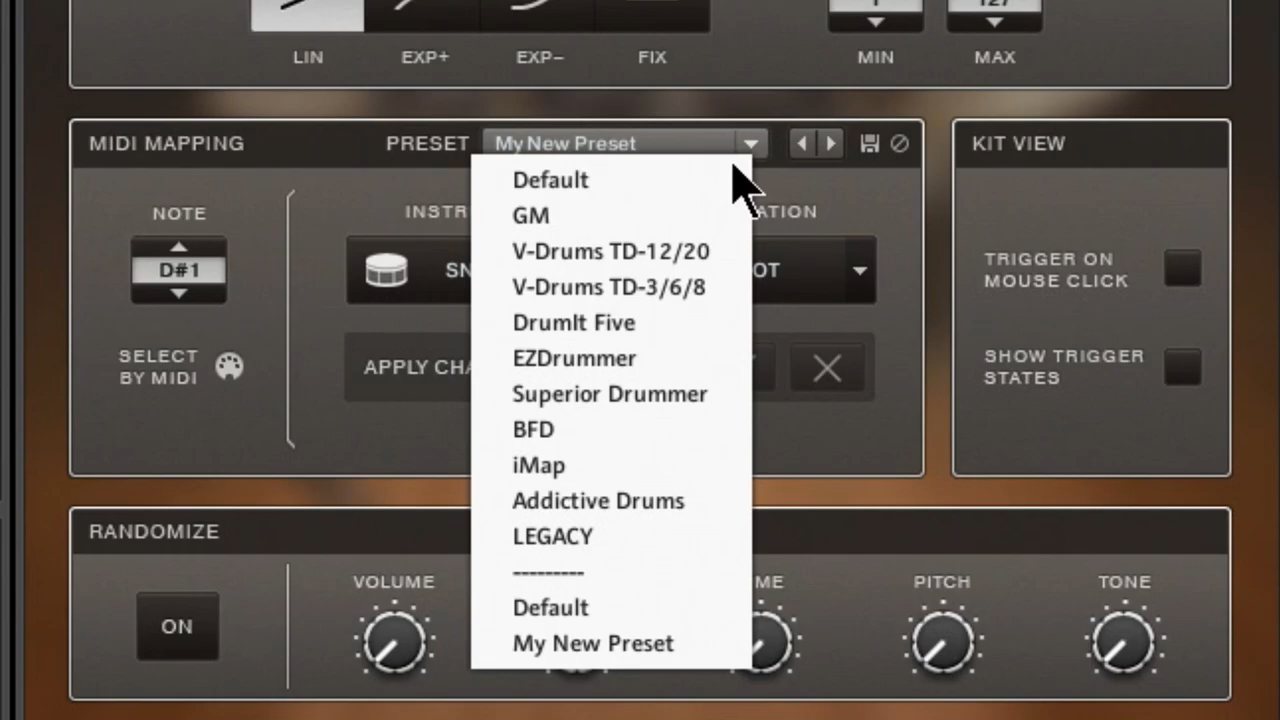 LIN EXP+ EXP– FIX MIN MAX
MIDI MAPPING
PRESET
My New Preset
KIT VIEW
NOTE
D#1
SELECT
BY MIDI
APPLY
Default
GM
V-Drums TD-12/20
V-Drums TD-3/6/8
DrumIt Five
EZDrummer
Superior Drummer
BFD
iMap
Addictive Drums
LEGACY
---------
Default
My New Preset
TRIGGER ON
MOUSE CLICK
SHOW TRIGGER
STATES
RANDOMIZE
ON
VOLUME
PITCH
TONE